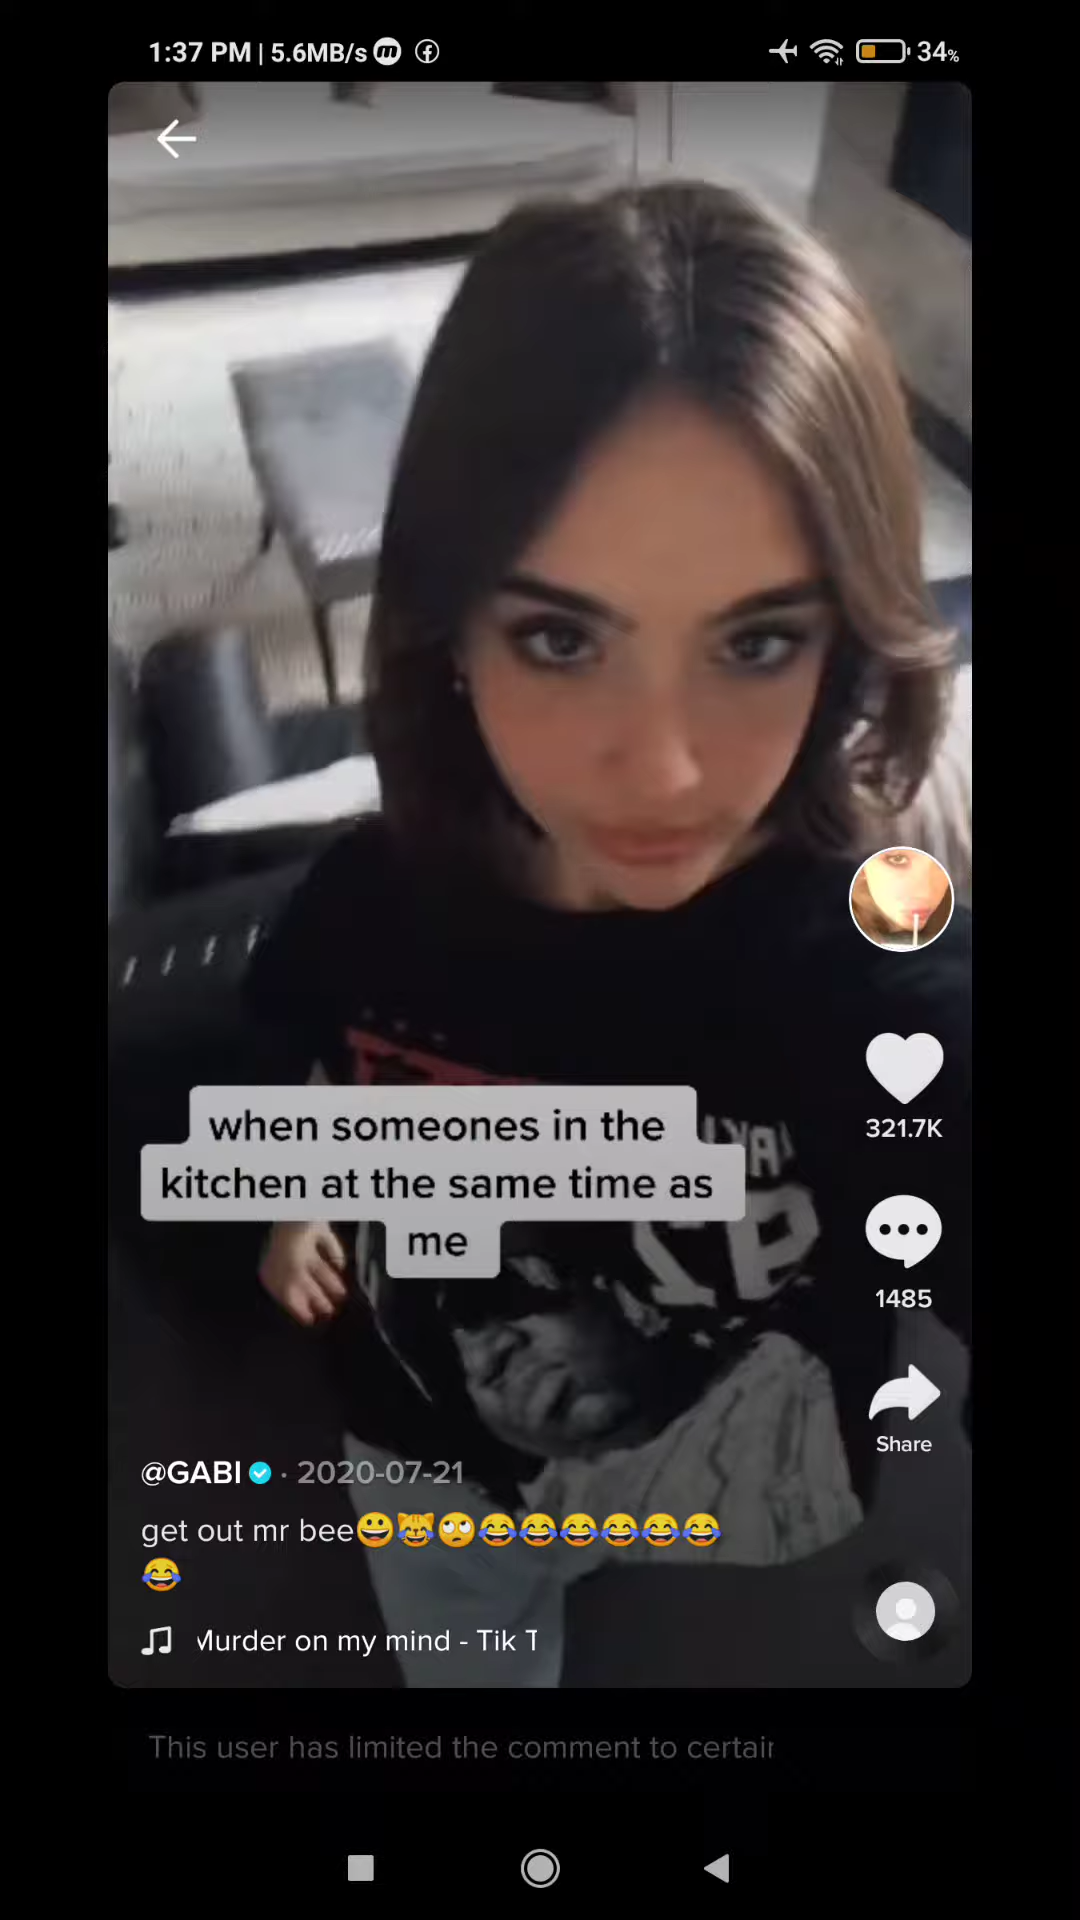 1:37 PM | 5.6MB/s
34%
when someones in the
kitchen at the same time as
me
321.7K
1485
Share
@GABI · 2020-07-21
get out mr bee😀😹🙄😂😂😂😂😂😂
😂
Murder on my mind - Tik T
This user has limited the comment to certain